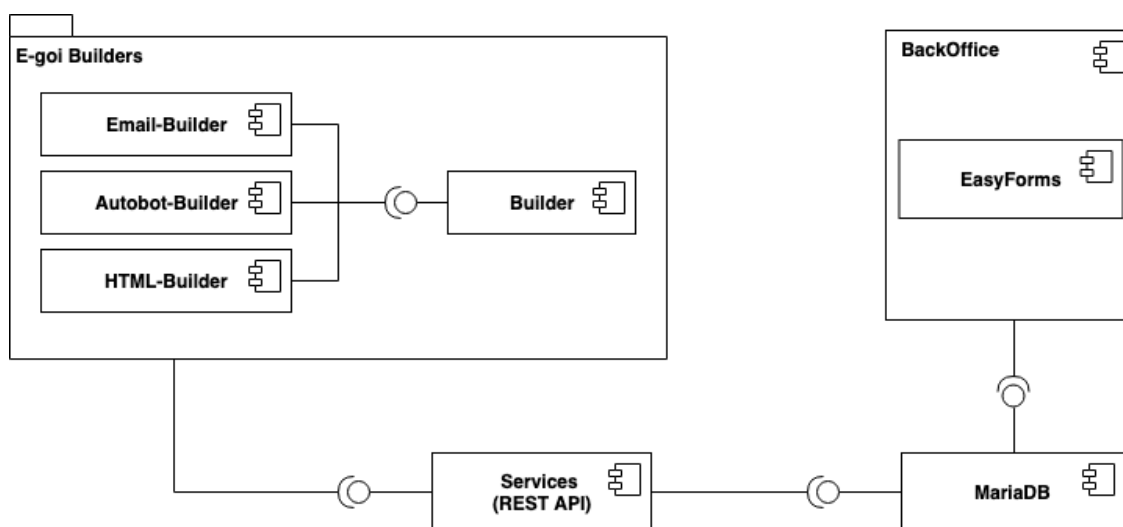 E-goi Builders
Email-Builder
Autobot-Builder
HTML-Builder
Builder
BackOffice
EasyForms
Services
(REST API)
MariaDB